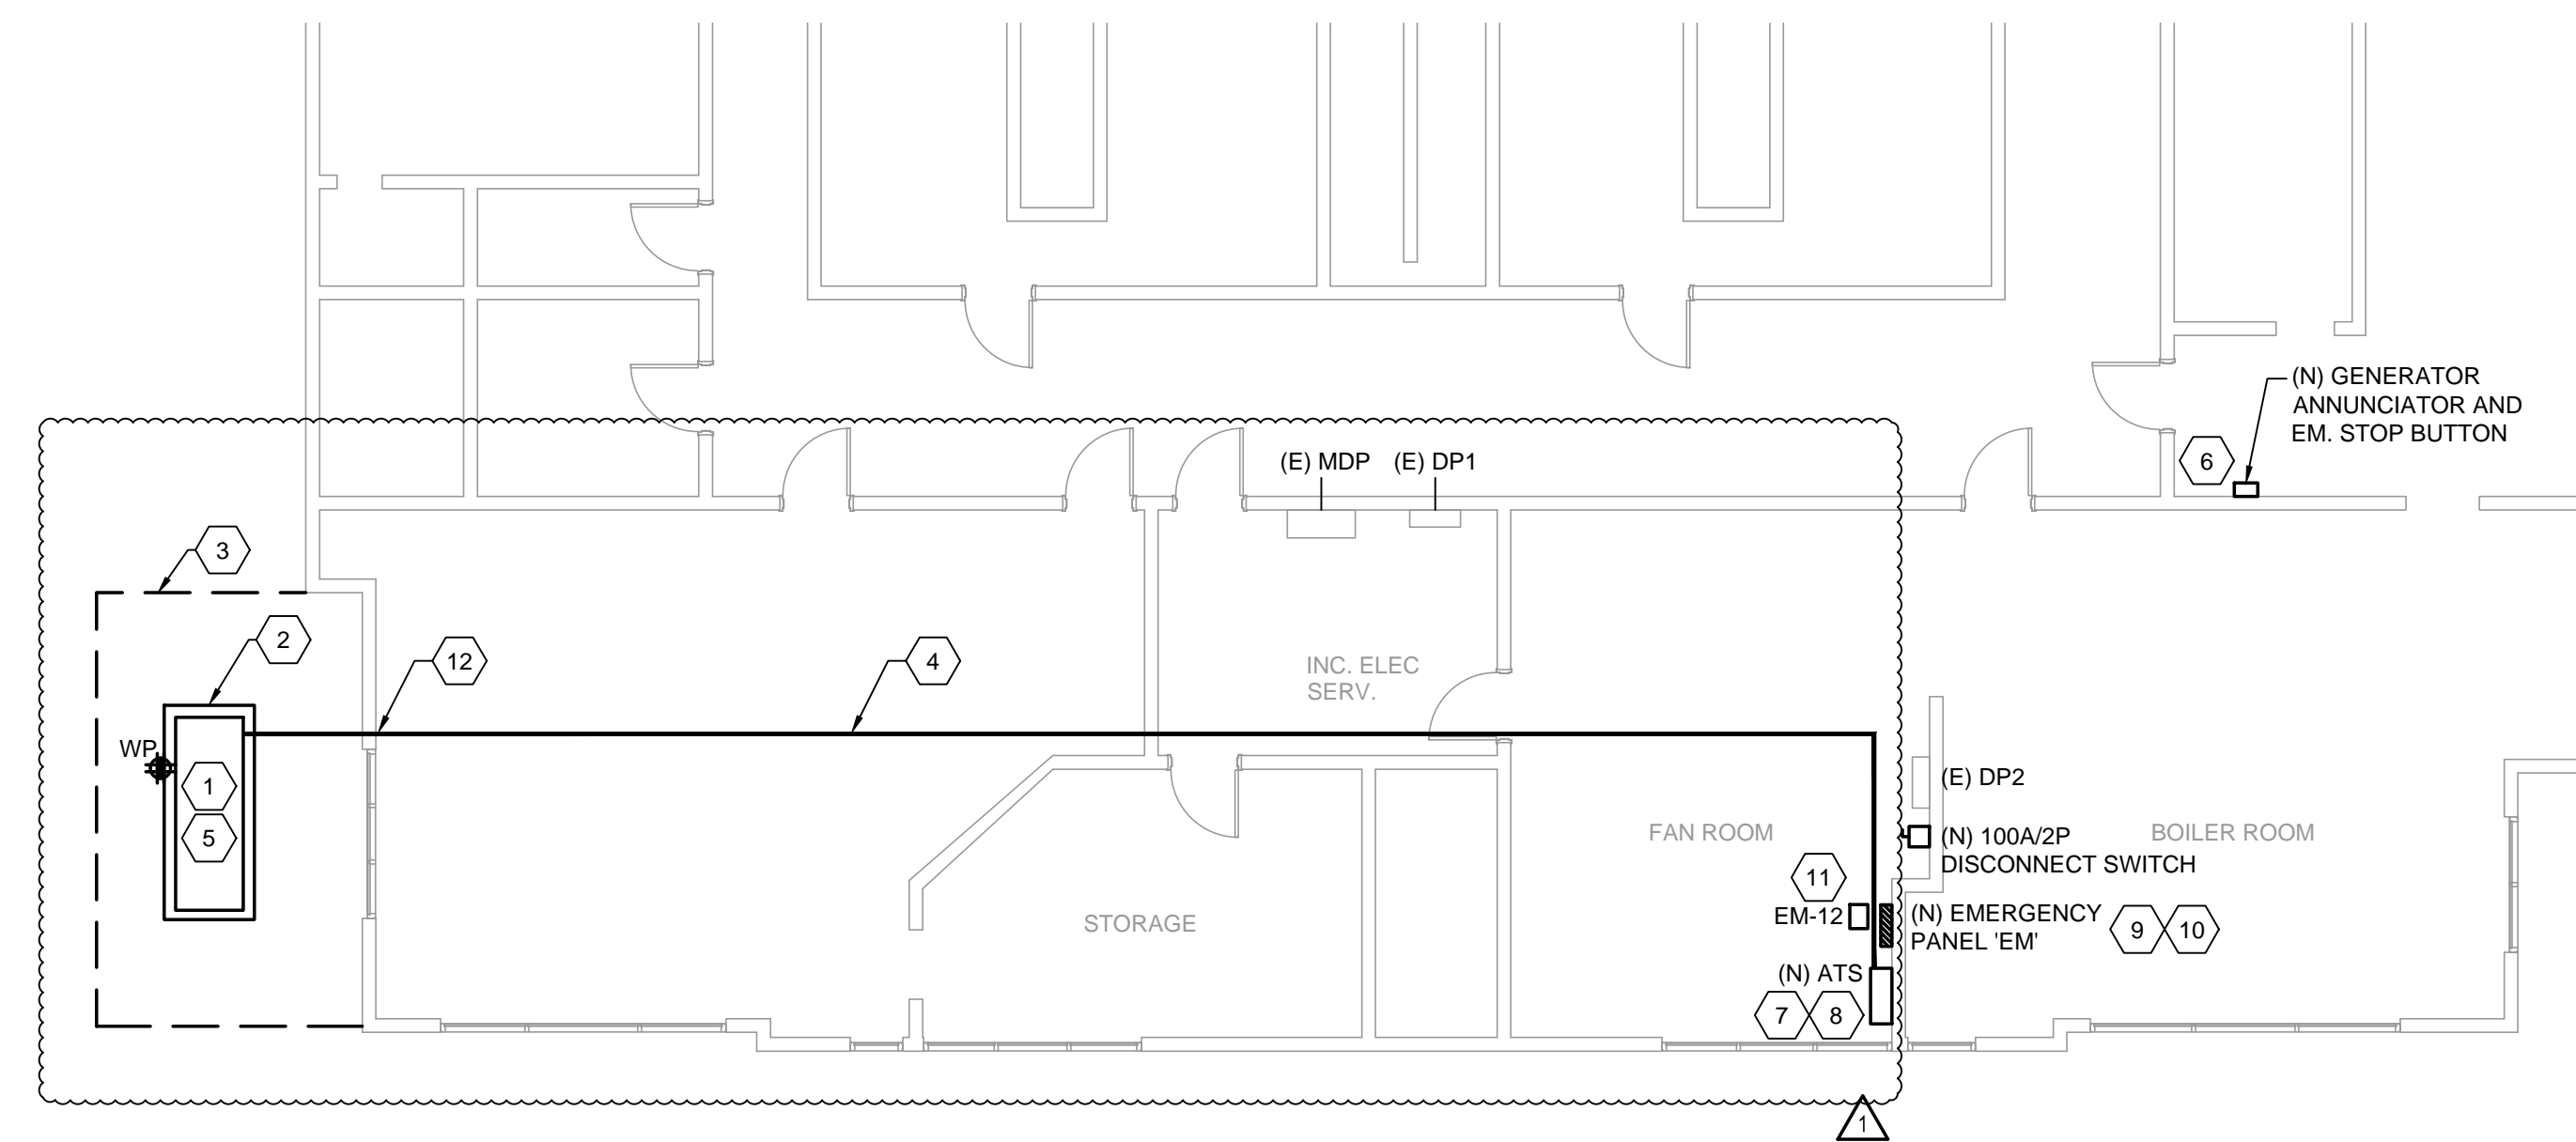 (N) GENERATOR
ANNUNCIATOR AND
EM. STOP BUTTON
6
(E) MDP
(E) DP1
3
2
12
4
INC. ELEC
SERV.
WP
1
5
(E) DP2
FAN ROOM
(N) 100A/2P
DISCONNECT SWITCH
BOILER ROOM
11
EM-12
STORAGE
(N) EMERGENCY
PANEL 'EM'
9
10
(N) ATS
7
8
1